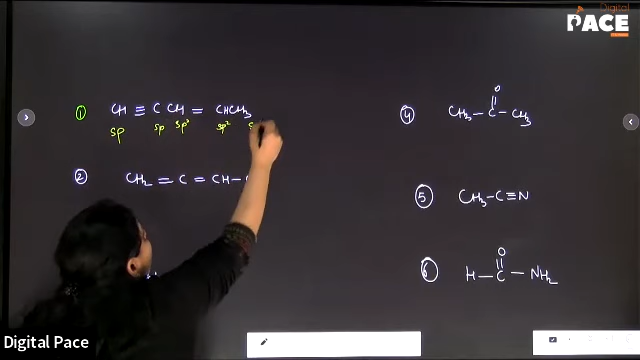 Digital
PACE
① CH ≡ C CH = CHCH₃
sp sp sp² sp² s
② CH₂ = C = CH –
④ CH₃ – C – CH₃
O
⑤ CH₃ – C ≡ N
⑥ H – C – NH₂
O
Digital Pace